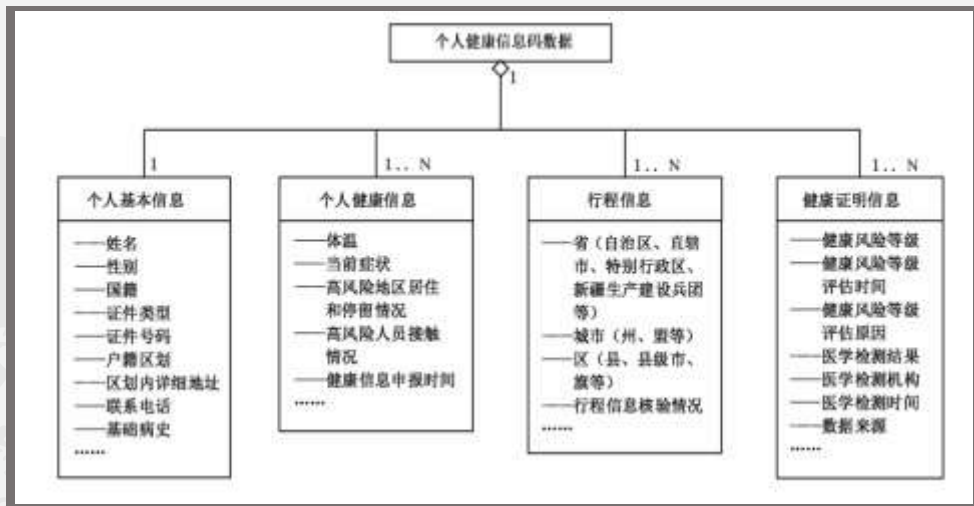 个人健康信息码数据
1
1
1.. N
1.. N
1.. N
个人基本信息
——姓名
——性别
——国籍
——证件类型
——证件号码
——户籍区划
——区划内详细地址
——联系电话
——基础病史
……
个人健康信息
——体温
——当前症状
——高风险地区居住
和停留情况
——高风险人员接触
情况
——健康信息申报时间
……
行程信息
——省（自治区、直辖
市、特别行政区、
新疆生产建设兵团
等）
——城市（州、盟等）
——区（县、县级市、
旗等）
——行程信息核验情况
……
健康证明信息
——健康风险等级
——健康风险等级
评估时间
——健康风险等级
评估原因
——医学检测结果
——医学检测机构
——医学检测时间
——数据来源
……